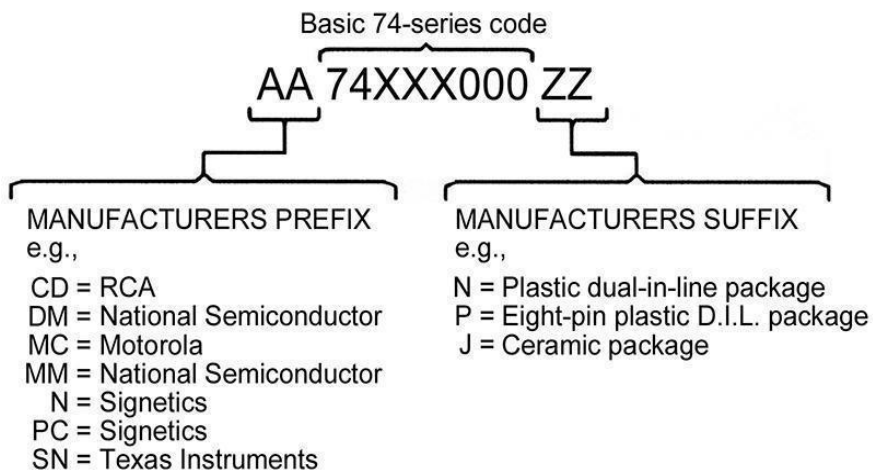 Basic 74-series code
AA 74XXX000 ZZ
MANUFACTURERS PREFIX
e.g.,
CD = RCA
DM = National Semiconductor
MC = Motorola
MM = National Semiconductor
N = Signetics
PC = Signetics
SN = Texas Instruments
MANUFACTURERS SUFFIX
e.g.,
N = Plastic dual-in-line package
P = Eight-pin plastic D.I.L. package
J = Ceramic package